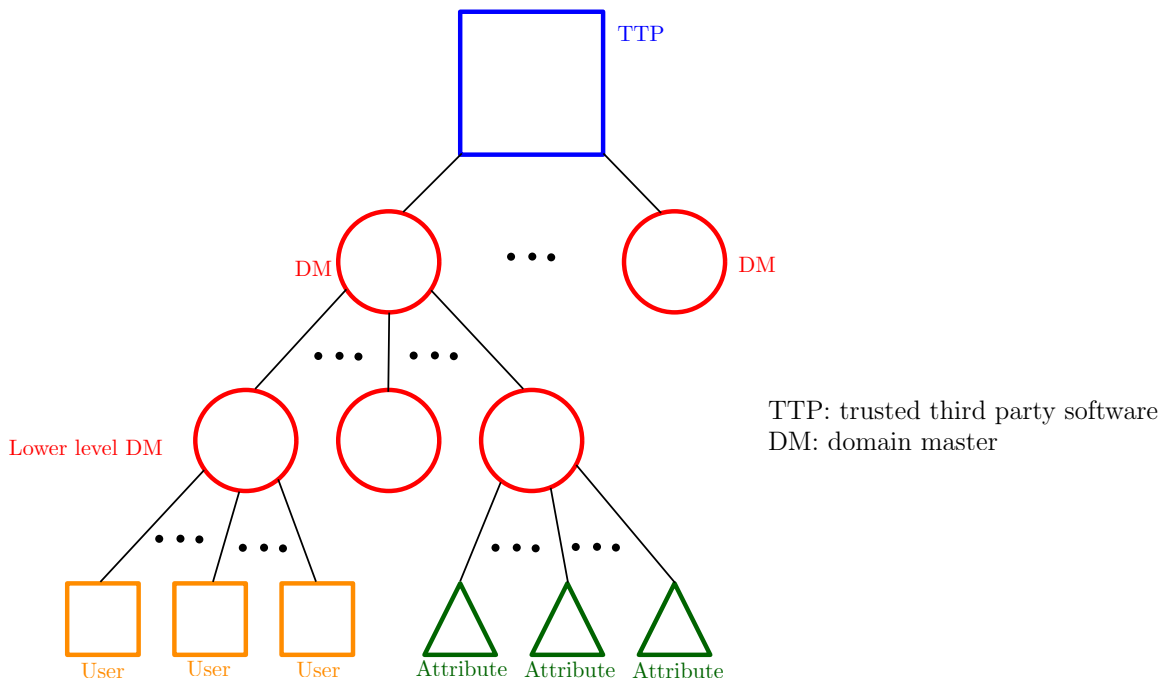 TTP
DM
DM
TTP: trusted third party software
DM: domain master
Lower level DM
User
User
User
Attribute
Attribute
Attribute